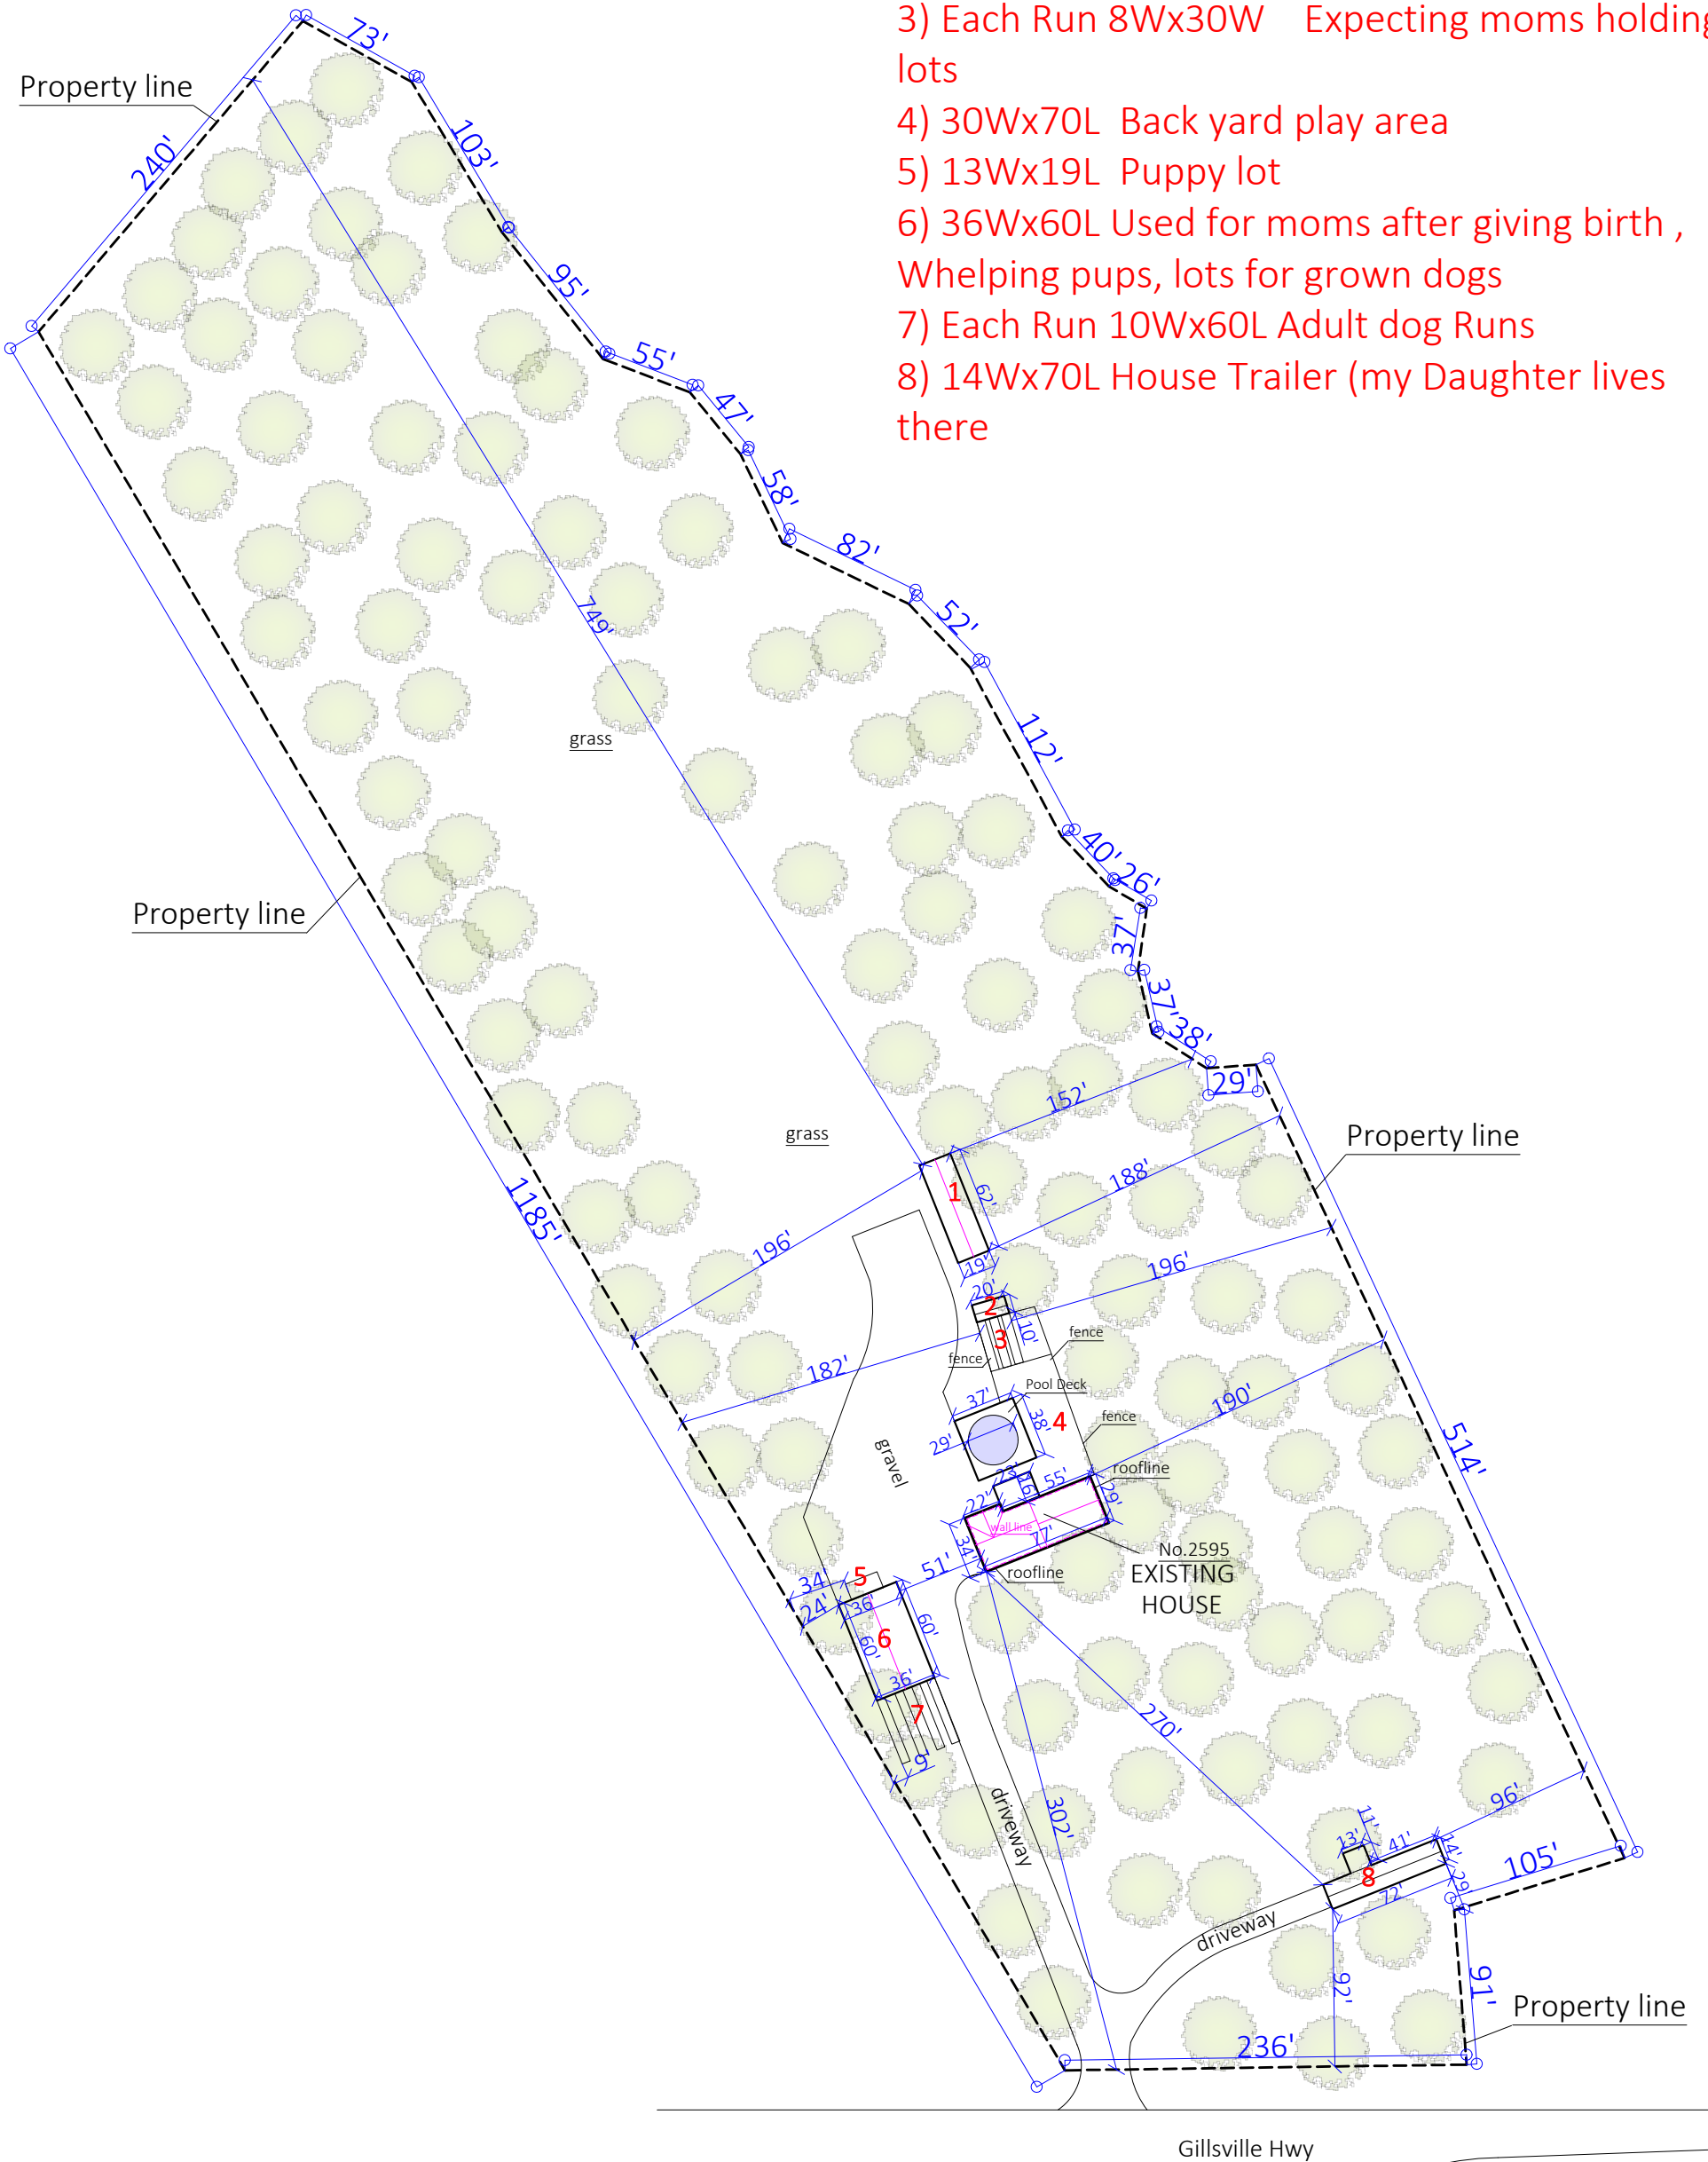 3) Each Run 8Wx30W    Expecting moms holding
lots
4) 30Wx70L  Back yard play area
5) 13Wx19L  Puppy lot
6) 36Wx60L Used for moms after giving birth ,
Whelping pups, lots for grown dogs
7) Each Run 10Wx60L Adult dog Runs
8) 14Wx70L House Trailer (my Daughter lives
there
73'
Property line
240'
103'
95'
55'
47'
58'
82'
749'
52'
grass
112'
40'
26'
Property line
37'
37'
38'
29'
152'
grass
Property line
188'
1
62'
1185'
196'
19'
196'
20'
2
10'
3
fence
fence
182'
Pool Deck
37'
38'
4
190'
fence
29'
gravel
514'
roofline
22'
55'
16'
29'
22'
wall line
77'
34'
No.2595
EXISTING
HOUSE
roofline
51'
5
34'
24'
36'
60'
6
60'
36'
7
9'
270'
302'
driveway
96'
11'
13'
41'
14'
8
105'
29'
72'
driveway
92'
91'
Property line
236'
Gillsville Hwy